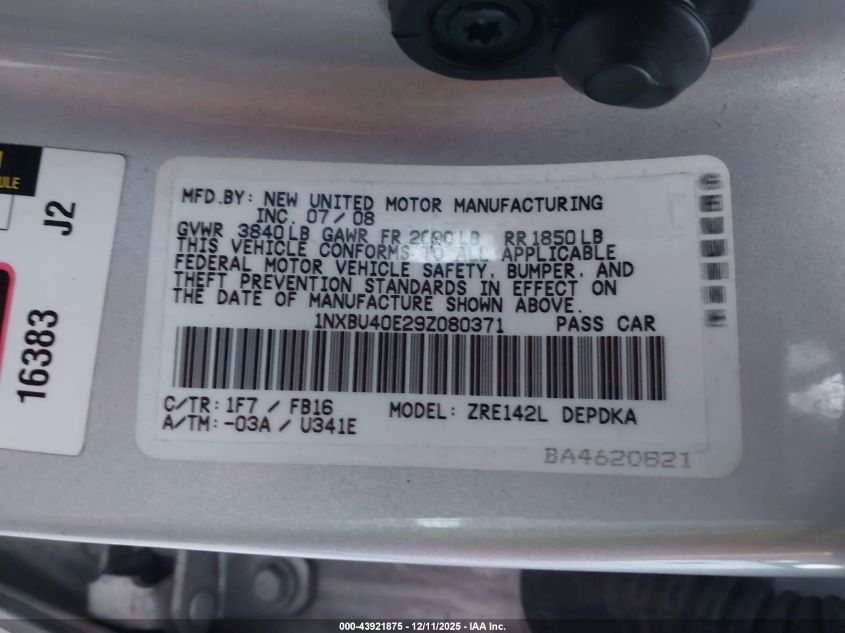 MFD.BY: NEW UNITED MOTOR MANUFACTURING
INC. 07/08
GVWR 3840LB GAWR FR 2090LB RR1850LB
THIS VEHICLE CONFORMS TO ALL APPLICABLE
FEDERAL MOTOR VEHICLE SAFETY, BUMPER, AND
THEFT PREVENTION STANDARDS IN EFFECT ON
THE DATE OF MANUFACTURE SHOWN ABOVE.
1NXBU40E29Z080371 PASS CAR
C/TR: 1F7 / FB16 MODEL: ZRE142L DEPDKA
A/TM: -03A / U341E
BA4620821
J2
16383
ULE
000-43921875 - 12/11/2025 - IAA Inc.